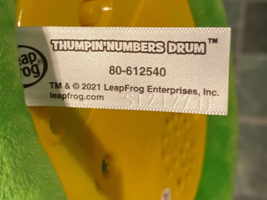 THUMPIN'NUMBERS DRUM™
Leap
Frog
80-612540
TM & © 2021 LeapFrog Enterprises, Inc.
leapfrog.com